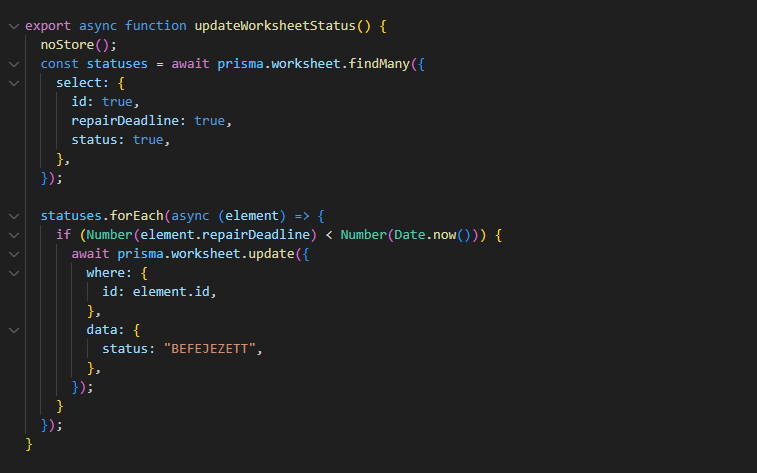 export async function updateWorksheetStatus() {
  noStore();
  const statuses = await prisma.worksheet.findMany({
    select: {
      id: true,
      repairDeadline: true,
      status: true,
    },
  });

  statuses.forEach(async (element) => {
    if (Number(element.repairDeadline) < Number(Date.now())) {
      await prisma.worksheet.update({
        where: {
          id: element.id,
        },
        data: {
          status: "BEFEJEZETT",
        },
      });
    }
  });
}